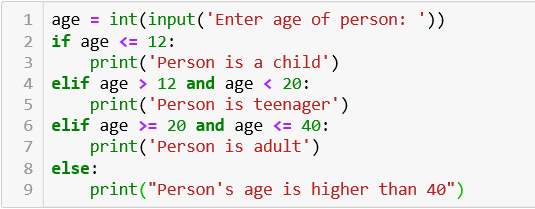 1 age = int(input('Enter age of person: '))
2 if age <= 12:
3     print('Person is a child')
4 elif age > 12 and age < 20:
5     print('Person is teenager')
6 elif age >= 20 and age <= 40:
7     print('Person is adult')
8 else:
9     print("Person's age is higher than 40")